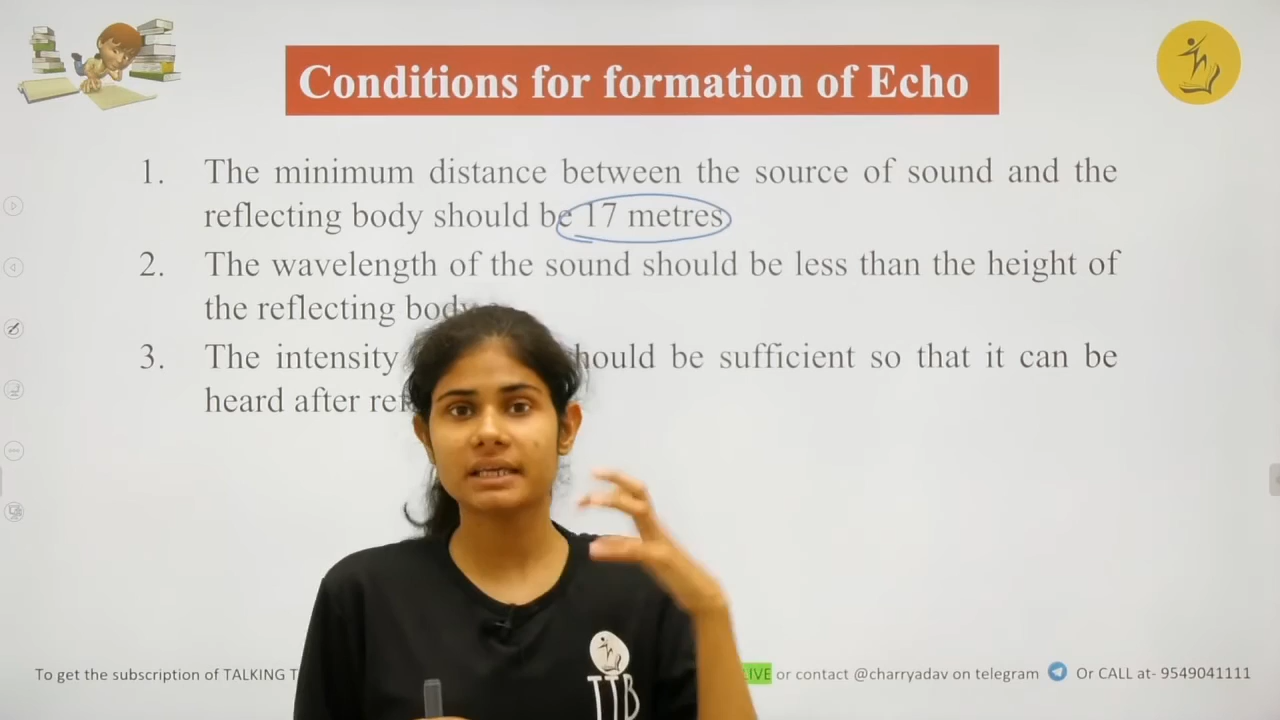 Conditions for formation of Echo
1. The minimum distance between the source of sound and the
reflecting body should be 17 metres
2. The wavelength of the sound should be less than the height of
the reflecting body
3. The intensity should be sufficient so that it can be
heard after
To get the subscription of TALKING LIVE or contact @charryadav on telegram Or CALL at- 9549041111
TTB